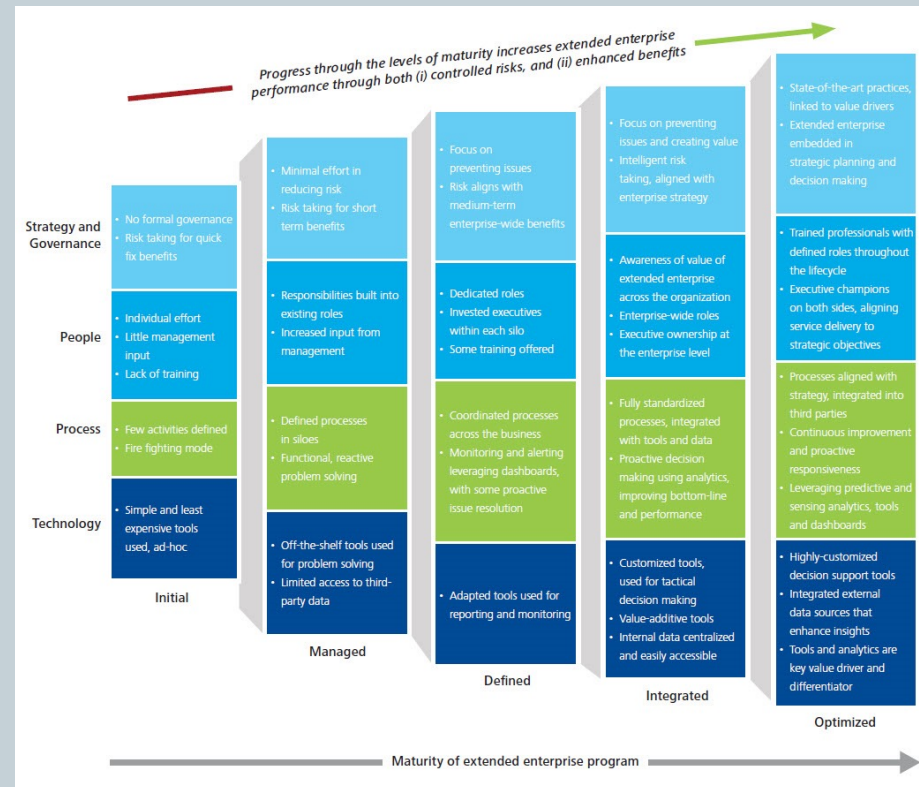 Progress through the levels of maturity increases extended enterprise
performance through both (i) controlled risks, and (ii) enhanced benefits
Strategy and
Governance
People
Process
Technology
• No formal governance
• Risk taking for quick
fix benefits
• Individual effort
• Little management
input
• Lack of training
• Few activities defined
• Fire fighting mode
• Simple and least
expensive tools
used, ad-hoc
Initial
• Minimal effort in
reducing risk
• Risk taking for short
term benefits
• Responsibilities built into
existing roles
• Increased input from
management
• Defined processes
in siloes
• Functional, reactive
problem solving
• Off-the-shelf tools used
for problem solving
• Limited access to third-
party data
Managed
• Focus on
preventing issues
• Risk aligns with
medium-term
enterprise-wide benefits
• Dedicated roles
• Invested executives
within each silo
• Some training offered
• Coordinated processes
across the business
• Monitoring and alerting
leveraging dashboards,
with some proactive
issue resolution
• Adapted tools used for
reporting and monitoring
Defined
• Focus on preventing
issues and creating value
• Intelligent risk
taking, aligned with
enterprise strategy
• Awareness of value of
extended enterprise
across the organization
• Enterprise-wide roles
• Executive ownership at
the enterprise level
• Fully standardized
processes, integrated
with tools and data
• Proactive decision
making using analytics,
improving bottom-line
and performance
• Customized tools,
used for tactical
decision making
• Value-additive tools
• Internal data centralized
and easily accessible
Integrated
• State-of-the-art practices,
linked to value drivers
• Extended enterprise
embedded in
strategic planning and
decision making
• Trained professionals with
defined roles throughout
the lifecycle
• Executive champions
on both sides, aligning
service delivery to
strategic objectives
• Processes aligned with
strategy, integrated into
third parties
• Continuous improvement
and proactive
responsiveness
• Leveraging predictive and
sensing analytics, tools
and dashboards
• Highly-customized
decision support tools
• Integrated external
data sources that
enhance insights
• Tools and analytics are
key value driver and
differentiator
Optimized
Maturity of extended enterprise program